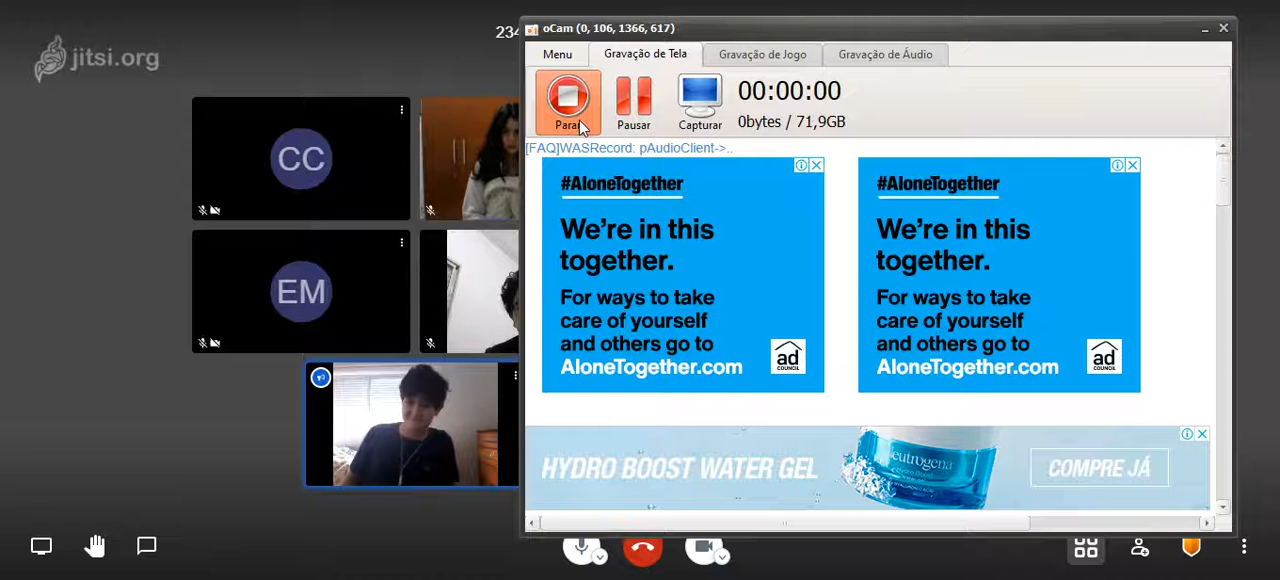 jitsi.org
234
oCam (0, 106, 1366, 617)
Menu
Gravação de Tela
Gravação de Jogo
Gravação de Áudio
Pausar
Capturar
00:00:00
0bytes / 71,9GB
[FAQ]WASRecord: pAudioClient->..
CC
EM
#AloneTogether
We're in this
together.
For ways to take
care of yourself
and others go to
AloneTogether.com
ad
COUNCIL
#AloneTogether
We're in this
together.
For ways to take
care of yourself
and others go to
AloneTogether.com
ad
COUNCIL
HYDRO BOOST WATER GEL
Neutrogena
COMPRE JÁ